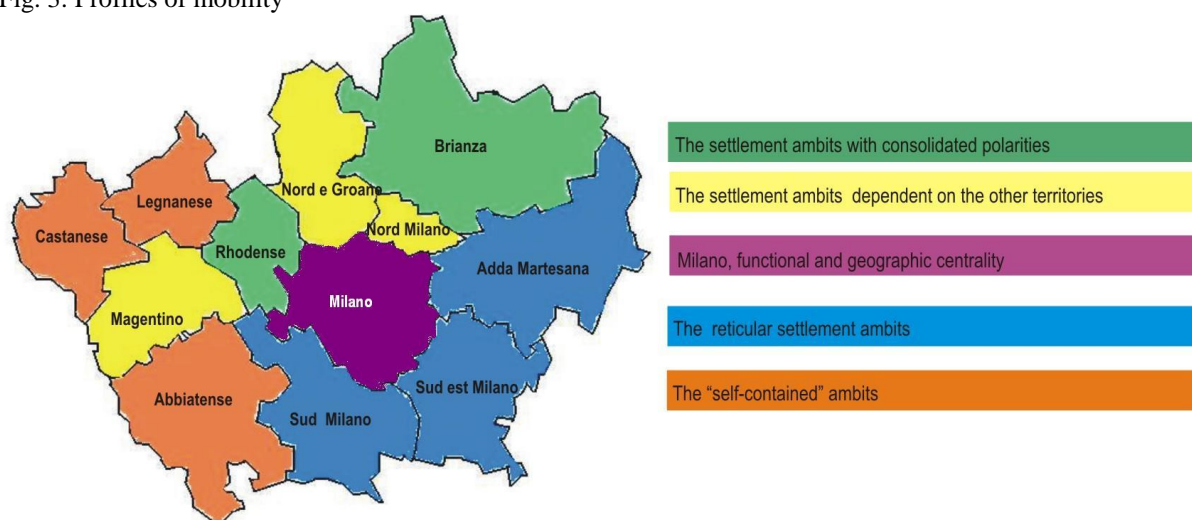 Fig. 3: Profiles of mobility
Brianza
Nord e Groane
Legnanese
Nord Milano
Castanese
Rhodense
Adda Martesana
Milano
Magentino
Sud est Milano
Abbiatense
Sud Milano
The settlement ambits with consolidated polarities
The settlement ambits dependent on the other territories
Milano, functional and geographic centrality
The reticular settlement ambits
The “self-contained” ambits